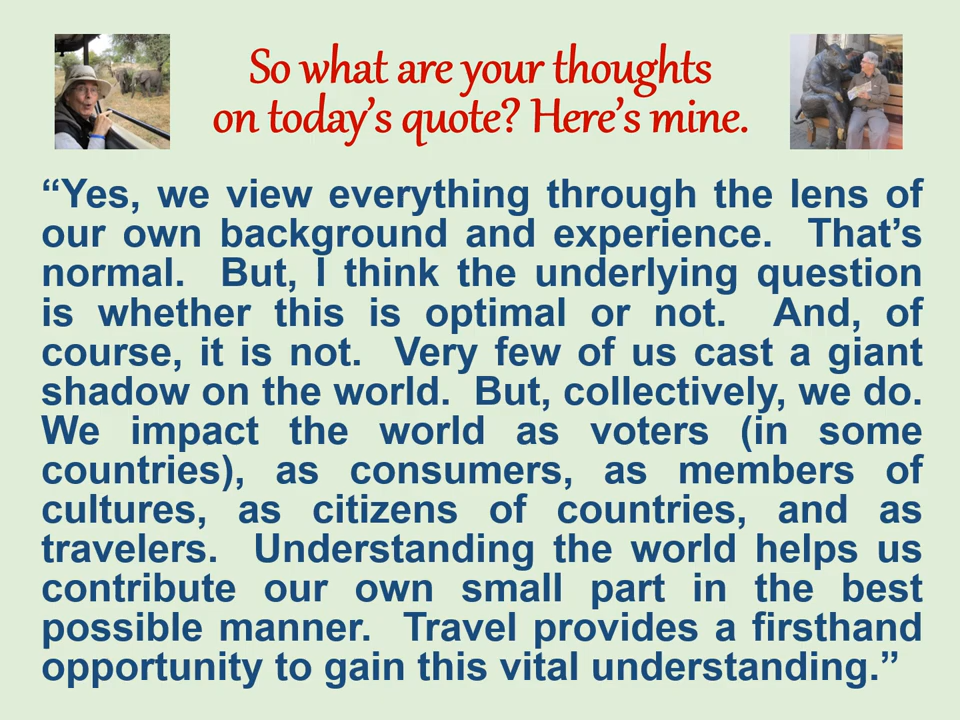 So what are your thoughts
on today’s quote? Here’s mine.
“Yes, we view everything through the lens of
our own background and experience. That’s
normal. But, I think the underlying question
is whether this is optimal or not. And, of
course, it is not. Very few of us cast a giant
shadow on the world. But, collectively, we do.
We impact the world as voters (in some
countries), as consumers, as members of
cultures, as citizens of countries, and as
travelers. Understanding the world helps us
contribute our own small part in the best
possible manner. Travel provides a firsthand
opportunity to gain this vital understanding.”